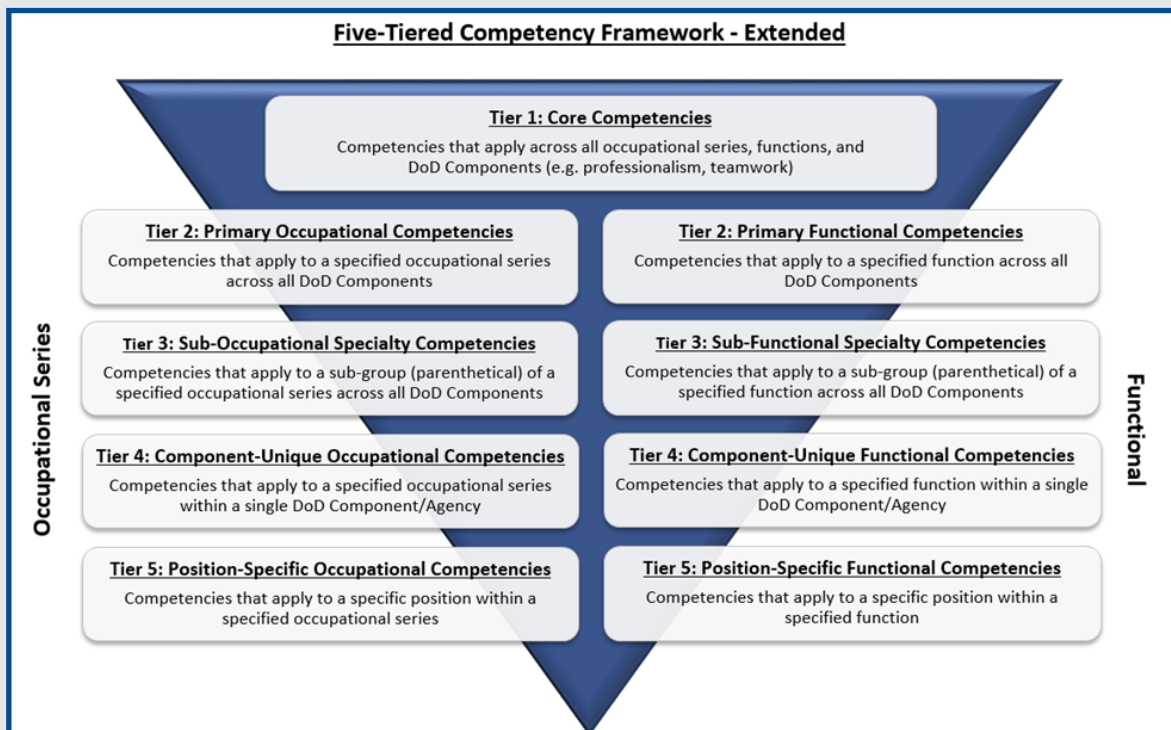 Five-Tiered Competency Framework - Extended
Tier 1: Core Competencies
Competencies that apply across all occupational series, functions, and
DoD Components (e.g. professionalism, teamwork)
Occupational Series
Tier 2: Primary Occupational Competencies
Competencies that apply to a specified occupational series
across all DoD Components
Tier 2: Primary Functional Competencies
Competencies that apply to a specified function across all
DoD Components
Tier 3: Sub-Occupational Specialty Competencies
Competencies that apply to a sub-group (parenthetical) of a
specified occupational series across all DoD Components
Tier 3: Sub-Functional Specialty Competencies
Competencies that apply to a sub-group (parenthetical) of a
specified function across all DoD Components
Tier 4: Component-Unique Occupational Competencies
Competencies that apply to a specified occupational series
within a single DoD Component/Agency
Tier 4: Component-Unique Functional Competencies
Competencies that apply to a specified function within a single
DoD Component/Agency
Tier 5: Position-Specific Occupational Competencies
Competencies that apply to a specific position within a
specified occupational series
Tier 5: Position-Specific Functional Competencies
Competencies that apply to a specific position within a
specified function
Functional